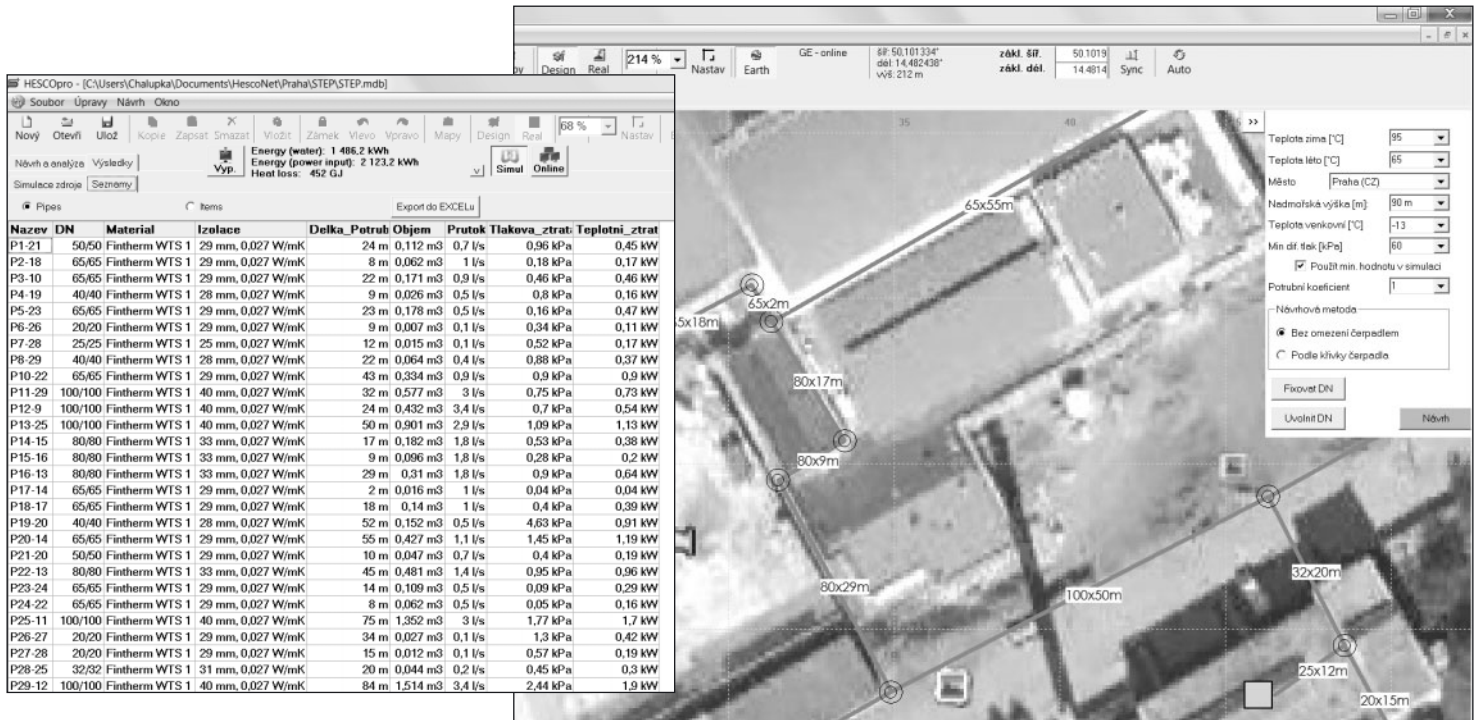 HESCOpro - [C:\Users\Chalupka\Documents\HescoNet\Praha\STEP\STEP.mdb]
Soubor Úpravy Návrh Okno
Nový Otevři Ulož Kopie Zapsat Smazat Vložit Zámek Vlevo Vpravo Mapy Design Real 68 % Nastav
Návrh a analýza Výsledky Vyp. Energy (water): 1 486,2 kWh
Energy (power input): 2 123,2 kWh
Heat loss: 452 GJ Simul Online
Simulace zdroje Seznamy
Pipes Items Export do EXCELu
Nazev DN Material Izolace Delka_Potrub Objem Prutok Tlakova_ztrat Teplotni_ztrat
P1-21 50/50 Fintherm WTS 1 29 mm, 0,027 W/mK 24 m 0,112 m3 0,7 l/s 0,96 kPa 0,45 kW
P2-18 65/65 Fintherm WTS 1 29 mm, 0,027 W/mK 8 m 0,062 m3 1 l/s 0,18 kPa 0,17 kW
P3-10 65/65 Fintherm WTS 1 29 mm, 0,027 W/mK 22 m 0,171 m3 0,9 l/s 0,46 kPa 0,46 kW
P4-19 40/40 Fintherm WTS 1 28 mm, 0,027 W/mK 9 m 0,026 m3 0,5 l/s 0,8 kPa 0,16 kW
P5-23 65/65 Fintherm WTS 1 29 mm, 0,027 W/mK 23 m 0,178 m3 0,5 l/s 0,16 kPa 0,47 kW
P6-26 20/20 Fintherm WTS 1 25 mm, 0,027 W/mK 9 m 0,007 m3 0,1 l/s 0,34 kPa 0,11 kW
P7-28 25/25 Fintherm WTS 1 25 mm, 0,027 W/mK 12 m 0,015 m3 0,1 l/s 0,52 kPa 0,17 kW
P8-29 40/40 Fintherm WTS 1 28 mm, 0,027 W/mK 22 m 0,064 m3 0,4 l/s 0,88 kPa 0,37 kW
P10-22 65/65 Fintherm WTS 1 29 mm, 0,027 W/mK 43 m 0,334 m3 0,9 l/s 0,9 kPa 0,9 kW
P11-29 100/100 Fintherm WTS 1 40 mm, 0,027 W/mK 32 m 0,577 m3 3 l/s 0,75 kPa 0,73 kW
P12-9 100/100 Fintherm WTS 1 40 mm, 0,027 W/mK 24 m 0,432 m3 3,4 l/s 0,7 kPa 0,54 kW
P13-25 100/100 Fintherm WTS 1 40 mm, 0,027 W/mK 50 m 0,901 m3 2,9 l/s 1,09 kPa 1,13 kW
P14-15 80/80 Fintherm WTS 1 33 mm, 0,027 W/mK 17 m 0,182 m3 1,8 l/s 0,53 kPa 0,38 kW
P15-16 80/80 Fintherm WTS 1 33 mm, 0,027 W/mK 9 m 0,096 m3 1,8 l/s 0,28 kPa 0,2 kW
P16-13 80/80 Fintherm WTS 1 33 mm, 0,027 W/mK 29 m 0,31 m3 1,8 l/s 0,9 kPa 0,64 kW
P17-14 65/65 Fintherm WTS 1 29 mm, 0,027 W/mK 2 m 0,016 m3 1 l/s 0,04 kPa 0,04 kW
P18-17 65/65 Fintherm WTS 1 29 mm, 0,027 W/mK 18 m 0,14 m3 1 l/s 0,4 kPa 0,39 kW
P19-20 40/40 Fintherm WTS 1 28 mm, 0,027 W/mK 52 m 0,152 m3 0,5 l/s 4,63 kPa 0,91 kW
P20-14 65/65 Fintherm WTS 1 29 mm, 0,027 W/mK 55 m 0,427 m3 1,1 l/s 1,45 kPa 1,19 kW
P21-20 50/50 Fintherm WTS 1 29 mm, 0,027 W/mK 10 m 0,047 m3 0,7 l/s 0,4 kPa 0,19 kW
P22-13 80/80 Fintherm WTS 1 33 mm, 0,027 W/mK 45 m 0,481 m3 1,4 l/s 0,95 kPa 0,96 kW
P23-24 65/65 Fintherm WTS 1 29 mm, 0,027 W/mK 14 m 0,109 m3 0,5 l/s 0,09 kPa 0,29 kW
P24-22 65/65 Fintherm WTS 1 29 mm, 0,027 W/mK 8 m 0,062 m3 0,5 l/s 0,05 kPa 0,16 kW
P25-11 100/100 Fintherm WTS 1 40 mm, 0,027 W/mK 75 m 1,352 m3 3 l/s 1,77 kPa 1,7 kW
P26-27 20/20 Fintherm WTS 1 29 mm, 0,027 W/mK 34 m 0,027 m3 0,1 l/s 1,3 kPa 0,42 kW
P27-28 20/20 Fintherm WTS 1 29 mm, 0,027 W/mK 15 m 0,012 m3 0,1 l/s 0,57 kPa 0,19 kW
P28-25 32/32 Fintherm WTS 1 31 mm, 0,027 W/mK 20 m 0,044 m3 0,2 l/s 0,45 kPa 0,3 kW
P29-12 100/100 Fintherm WTS 1 40 mm, 0,027 W/mK 84 m 1,514 m3 3,4 l/s 2,44 kPa 1,9 kW
Design Real 214 % Nastav Earth GE - online
šíř: 50,101334°
dél: 14,482438°
výš: 212 m
zákl. šíř. 50.1019
zákl. dél. 14.4814
Sync Auto
35 40
Teplota zima [°C] 95
Teplota léto [°C] 65
Město Praha (CZ)
Nadmořská výška [m]: 90 m
Teplota venkovní [°C] -13
Min dif. tlak [kPa] 60
Použít min. hodnotu v simulaci
Potrubní koeficient 1
Návrhová metoda
Bez omezení čerpadlem
Podle křivky čerpadla
Fixovat DN
Uvolnit DN Návrh
65x55m
65x2m
5x18m
80x17m
80x9m
80x29m
100x50m
32x20m
25x12m
20x15m